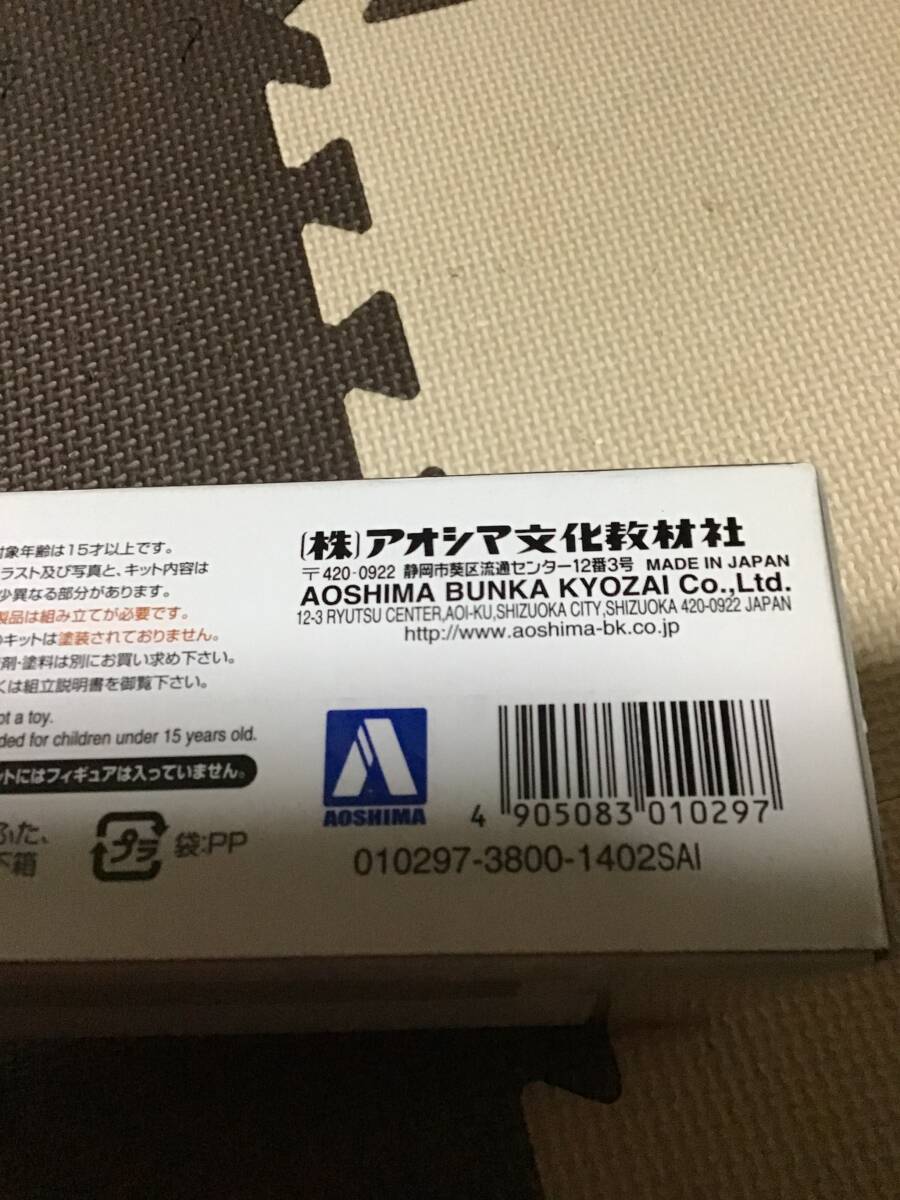 対象年齢は15才以上です。
ラスト及び写真と、キット内容は
少異なる部分があります。
製品は組み立てが必要です。
キットは塗装されておりません。
剤・塗料は別にお買い求め下さい。
くは組立説明書を御覧下さい。
ot a toy.
ded for children under 15 years old.
ットにはフィギュアは入っていません。
ふた、
下箱
プラ
袋:PP
(株)アオシマ文化教材社
〒420-0922 静岡市葵区流通センター12番3号 MADE IN JAPAN
AOSHIMA BUNKA KYOZAI Co.,Ltd.
12-3 RYUTSU CENTER,AOI-KU,SHIZUOKA CITY,SHIZUOKA 420-0922 JAPAN
http://www.aoshima-bk.co.jp
AOSHIMA
4 905083 010297
010297-3800-1402SAI